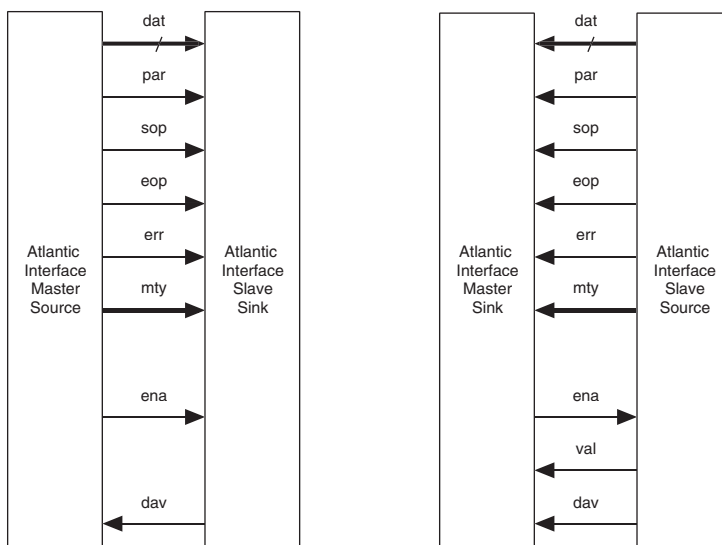 dat
par
sop
eop
err
mty
ena
dav
Atlantic
Interface
Master
Source
Atlantic
Interface
Slave
Sink
dat
par
sop
eop
err
mty
ena
val
dav
Atlantic
Interface
Master
Sink
Atlantic
Interface
Slave
Source